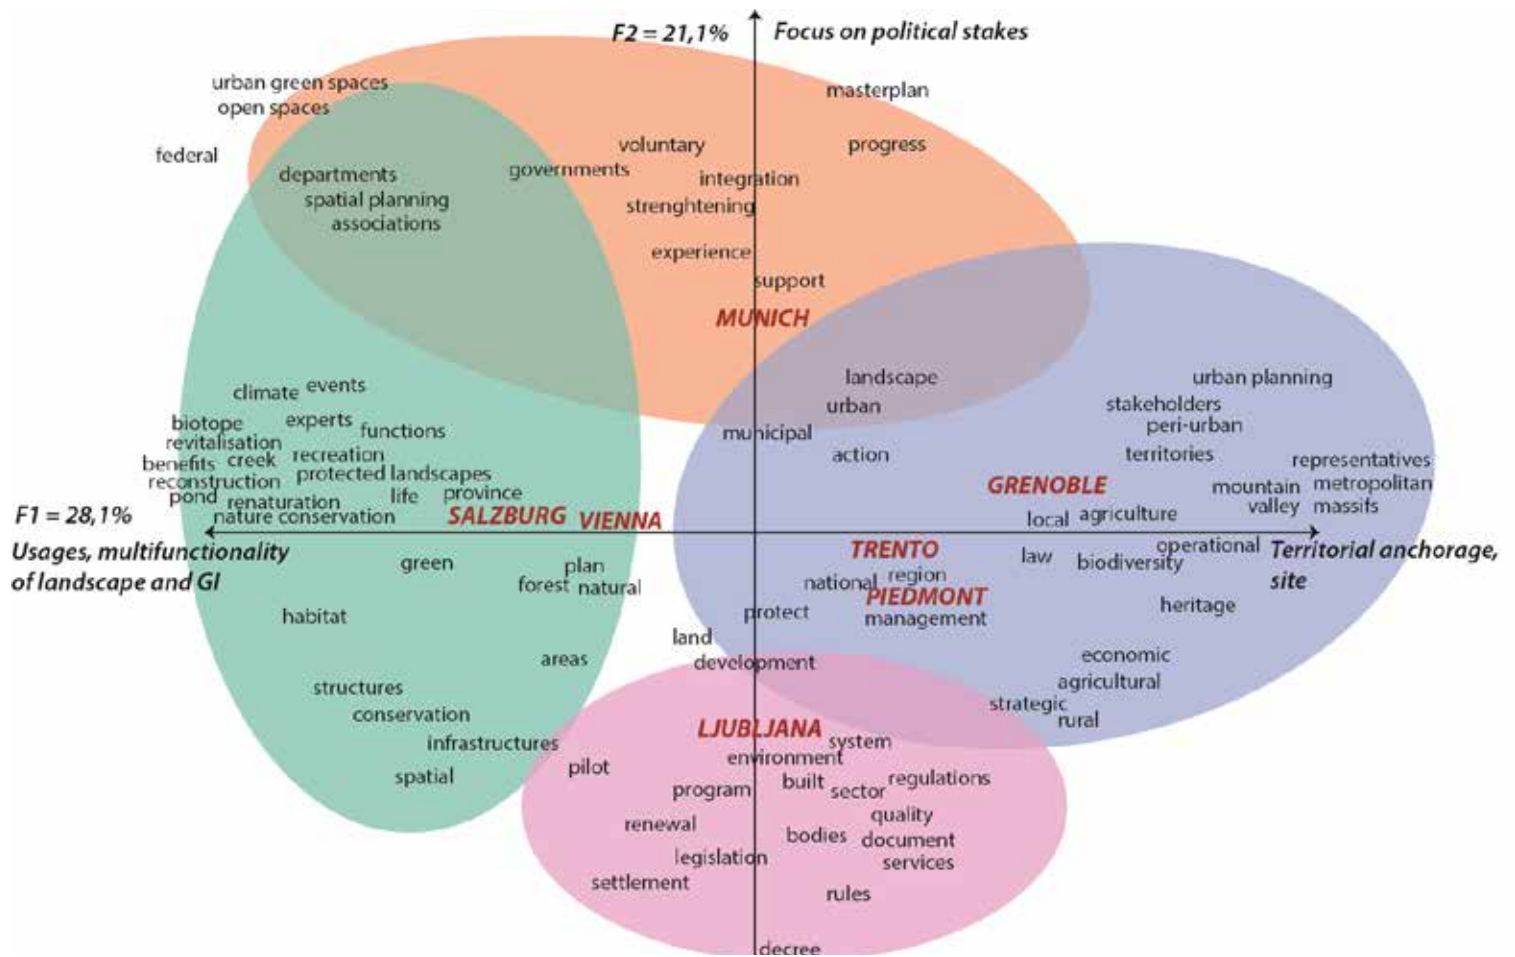 F2 = 21,1%
Focus on political stakes
urban green spaces
open spaces
masterplan
federal
voluntary
progress
departments
governments
integration
spatial planning
strenghtening
associations
experience
support
MUNICH
climate
events
landscape
urban planning
biotope
experts
functions
urban
stakeholders
peri-urban
revitalisation
municipal
benefits
creek
recreation
action
territories
representatives
reconstruction
protected landscapes
GRENOBLE
mountain
metropolitan
pond
renaturation
life
province
valley
massifs
F1 = 28,1%
nature conservation
SALZBURG
VIENNA
local
agriculture
Usages, multifunctionality
of landscape and GI
green
plan
TRENTO
law
biodiversity
operational
Territorial anchorage,
site
forest
natural
national
region
PIEDMONT
habitat
protect
management
heritage
land
areas
development
economic
structures
agricultural
conservation
strategic
rural
LJUBLJANA
infrastructures
system
spatial
pilot
environment
program
built
sector
regulations
renewal
bodies
quality
document
legislation
services
settlement
rules
decree